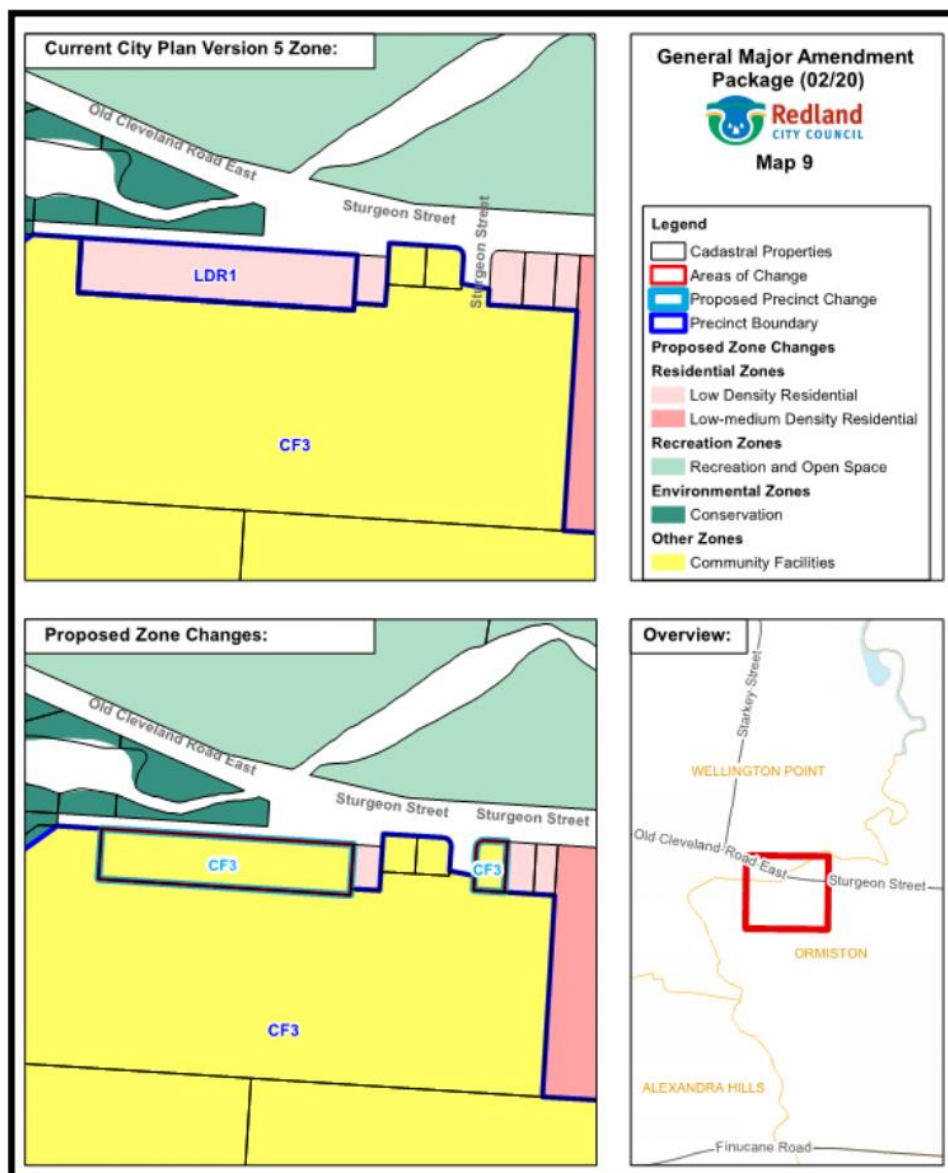 Current City Plan Version 5 Zone:
Old Cleveland Road East
Sturgeon Street
Sturgeon Street
LDR1
CF3
General Major Amendment
Package (02/20)
Redland
CITY COUNCIL
Map 9
Legend
Cadastral Properties
Areas of Change
Proposed Precinct Change
Precinct Boundary
Proposed Zone Changes
Residential Zones
Low Density Residential
Low-medium Density Residential
Recreation Zones
Recreation and Open Space
Environmental Zones
Conservation
Other Zones
Community Facilities
Proposed Zone Changes:
Old Cleveland Road East
Sturgeon Street
Sturgeon Street
CF3
CF3
CF3
Overview:
Starkey Street
WELLINGTON POINT
Old Cleveland Road East
Sturgeon Street
ORMISTON
ALEXANDRA HILLS
Finucane Road